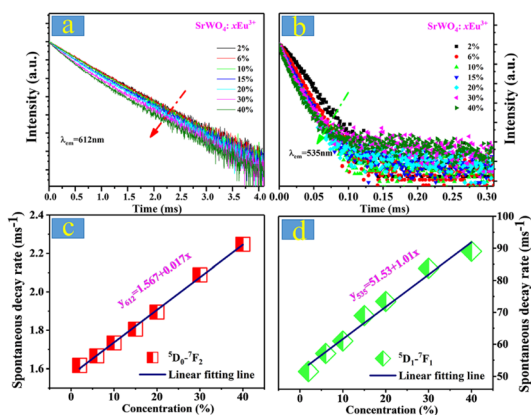 a
SrWO₄: xEu³⁺
2%
6%
10%
15%
20%
30%
40%
λem=612nm
Intensity (a.u.)
0.0 0.5 1.0 1.5 2.0 2.5 3.0 3.5 4.0
Time (ms)
b
SrWO₄: xEu³⁺
2%
6%
10%
15%
20%
30%
40%
λem=535nm
Intensity (a.u.)
0.00 0.05 0.10 0.15 0.20 0.25 0.30
Time (ms)
c
y₆₁₂=1.567+0.017x
⁵D₀-⁷F₂
Linear fitting line
Spontaneous decay rate (ms⁻¹)
2.4
2.2
2.0
1.8
1.6
0 10 20 30 40
Concentration (%)
d
y₅₃₅=51.53+1.01x
⁵D₁-⁷F₁
Linear fitting line
Spontaneous decay rate (ms⁻¹)
100
90
80
70
60
50
0 10 20 30 40
Concentration (%)